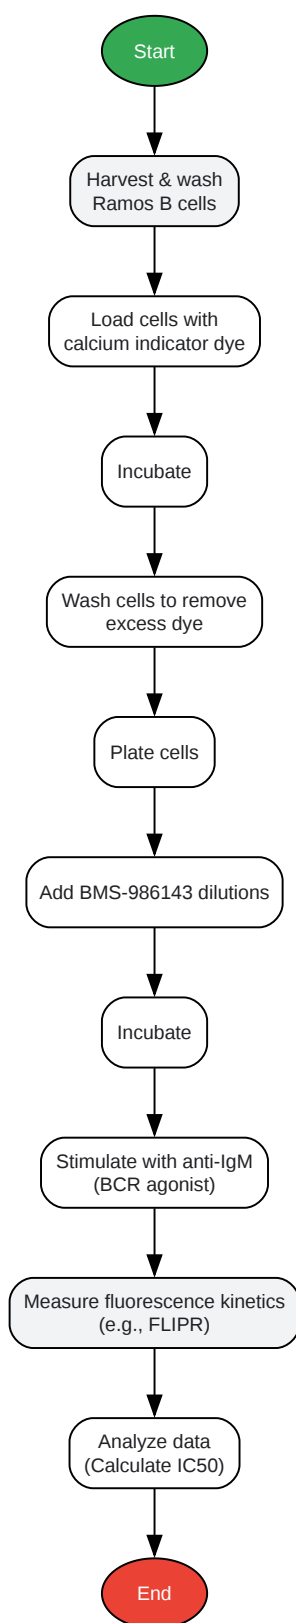 Start
Harvest & wash
Ramos B cells
Load cells with
calcium indicator dye
Incubate
Wash cells to remove
excess dye
Plate cells
Add BMS-986143 dilutions
Incubate
Stimulate with anti-IgM
(BCR agonist)
Measure fluorescence kinetics
(e.g., FLIPR)
Analyze data
(Calculate IC50)
End